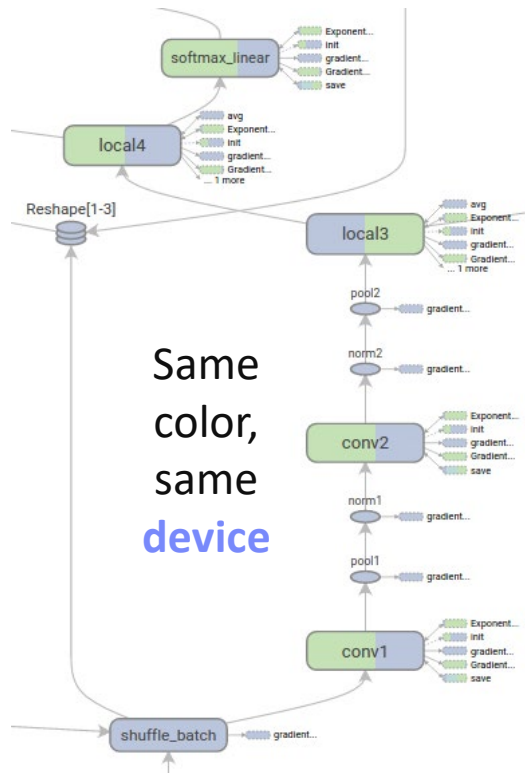 softmax_linear
Exponent...
init
gradient...
Gradient...
save
local4
avg
Exponent...
init
gradient...
Gradient...
... 1 more
Reshape[1-3]
local3
avg
Exponent...
init
gradient...
Gradient...
... 1 more
pool2
gradient...
norm2
gradient...
Same
color,
same
device
conv2
Exponent...
init
gradient...
Gradient...
save
norm1
gradient...
pool1
gradient...
conv1
Exponent...
init
gradient...
Gradient...
save
shuffle_batch
gradient...